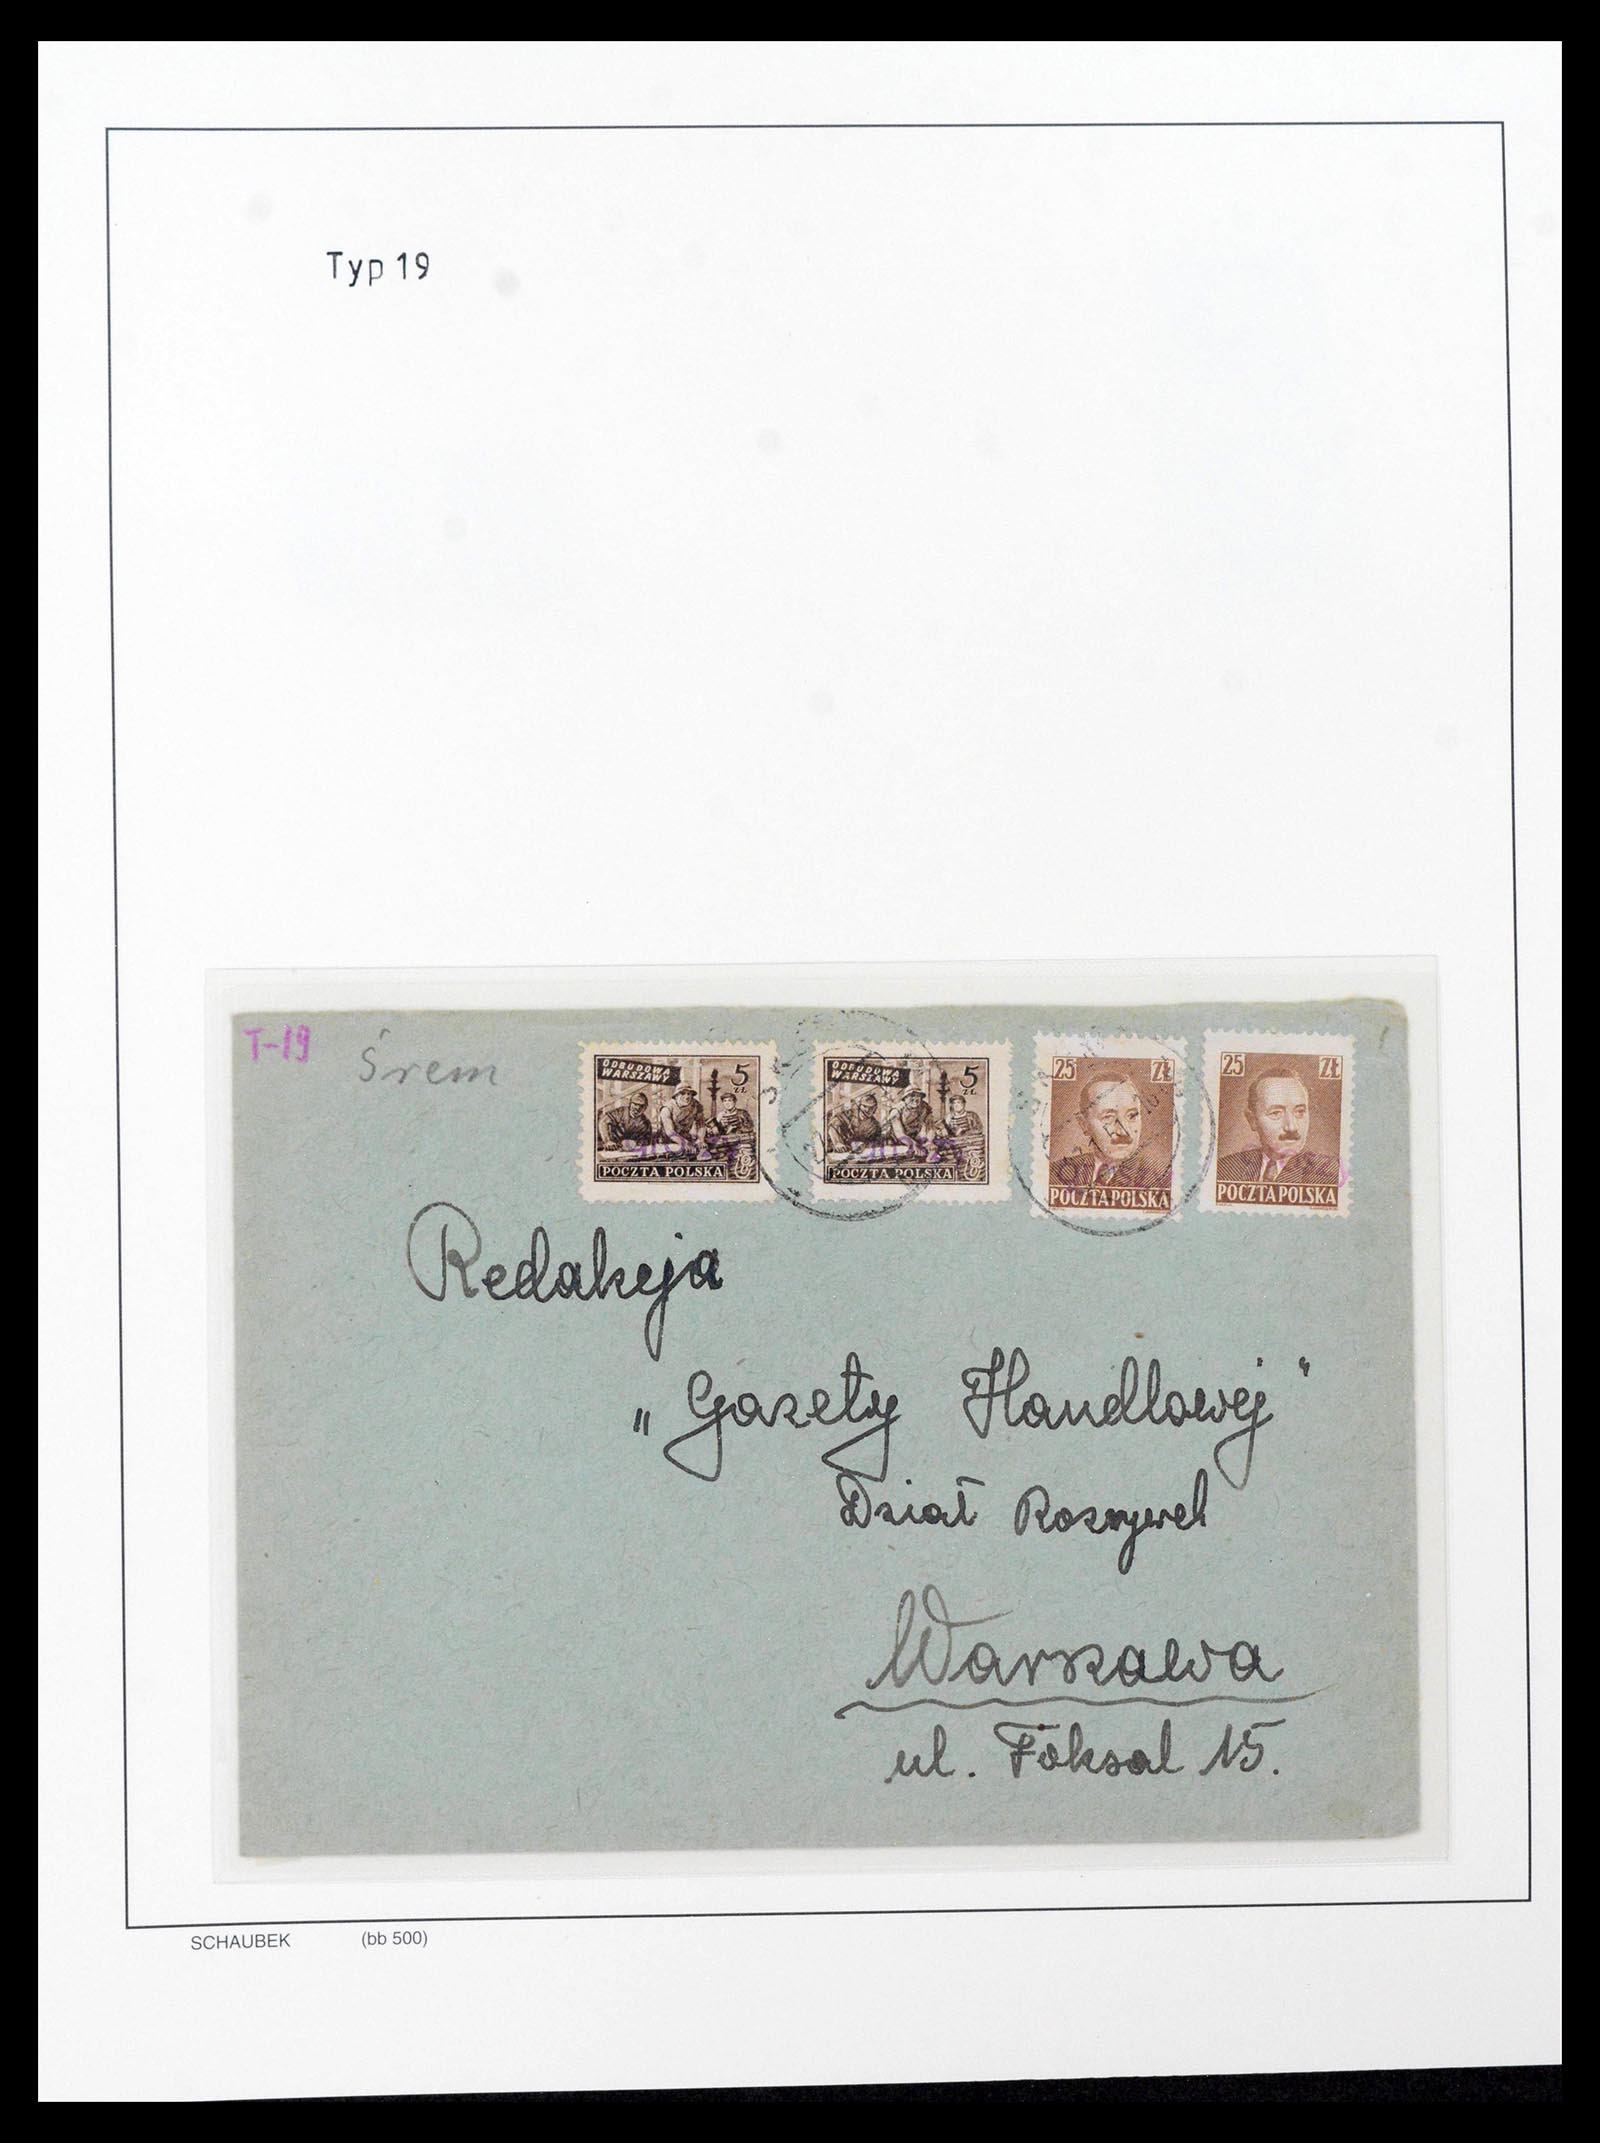 Typ 19
T-19
Śrem
ODBUDOWA
WARSZAWY
5
ZŁ
POCZTA POLSKA
ODBUDOWA
WARSZAWY
5
ZŁ
POCZTA POLSKA
25 ZŁ
POCZTA POLSKA
25 ZŁ
POCZTA POLSKA
Redakcja
„Gazety Handlowej"
Dział Rozrywek
Warszawa
ul. Foksal 15.
SCHAUBEK (bb 500)